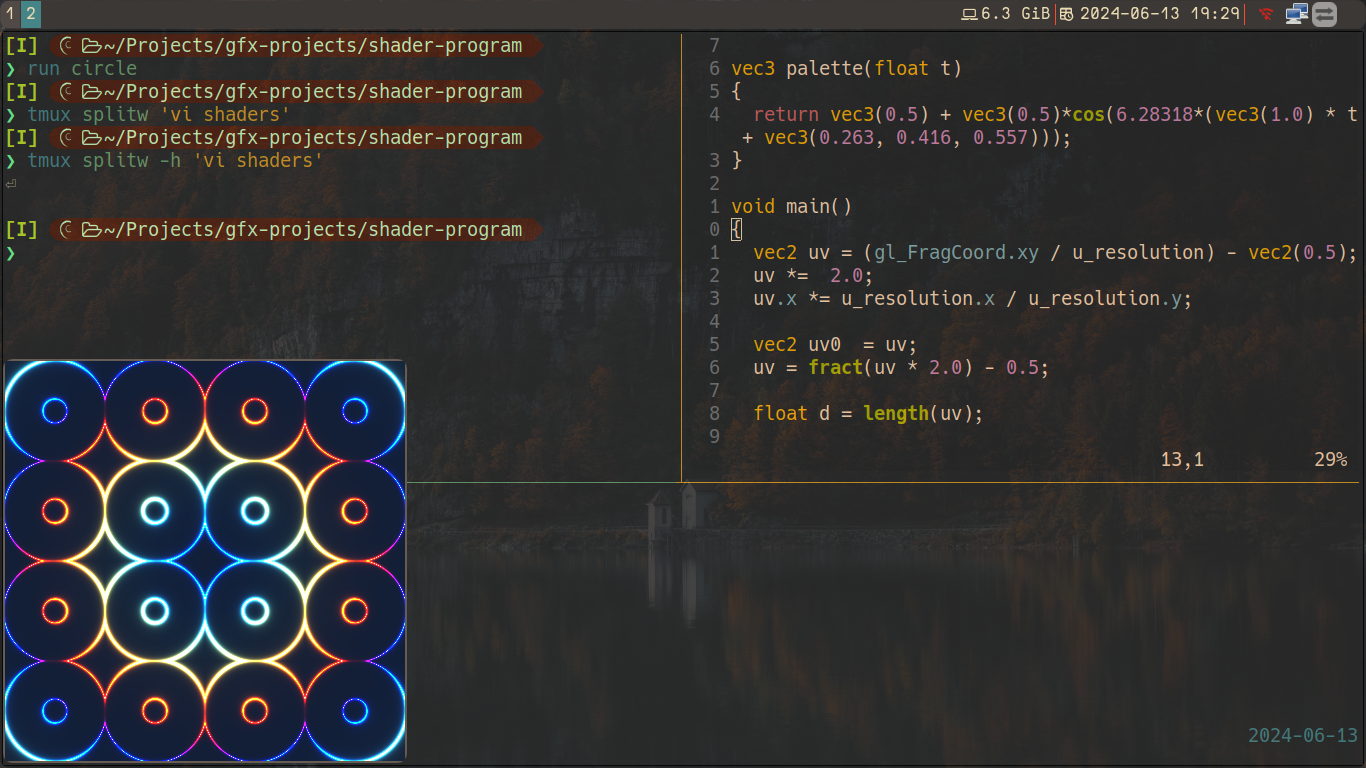 1 2 6.3 GiB 2024-06-13 19:29
[I] ~/Projects/gfx-projects/shader-program
❯ run circle
[I] ~/Projects/gfx-projects/shader-program
❯ tmux splitw 'vi shaders'
[I] ~/Projects/gfx-projects/shader-program
❯ tmux splitw -h 'vi shaders'
⏎
[I] ~/Projects/gfx-projects/shader-program
❯
7
6 vec3 palette(float t)
5 {
4   return vec3(0.5) + vec3(0.5)*cos(6.28318*(vec3(1.0) * t
 + vec3(0.263, 0.416, 0.557)));
3 }
2
1 void main()
0 {
1   vec2 uv = (gl_FragCoord.xy / u_resolution) - vec2(0.5);
2   uv *=  2.0;
3   uv.x *= u_resolution.x / u_resolution.y;
4
5   vec2 uv0  = uv;
6   uv = fract(uv * 2.0) - 0.5;
7
8   float d = length(uv);
9
13,1 29%
2024-06-13